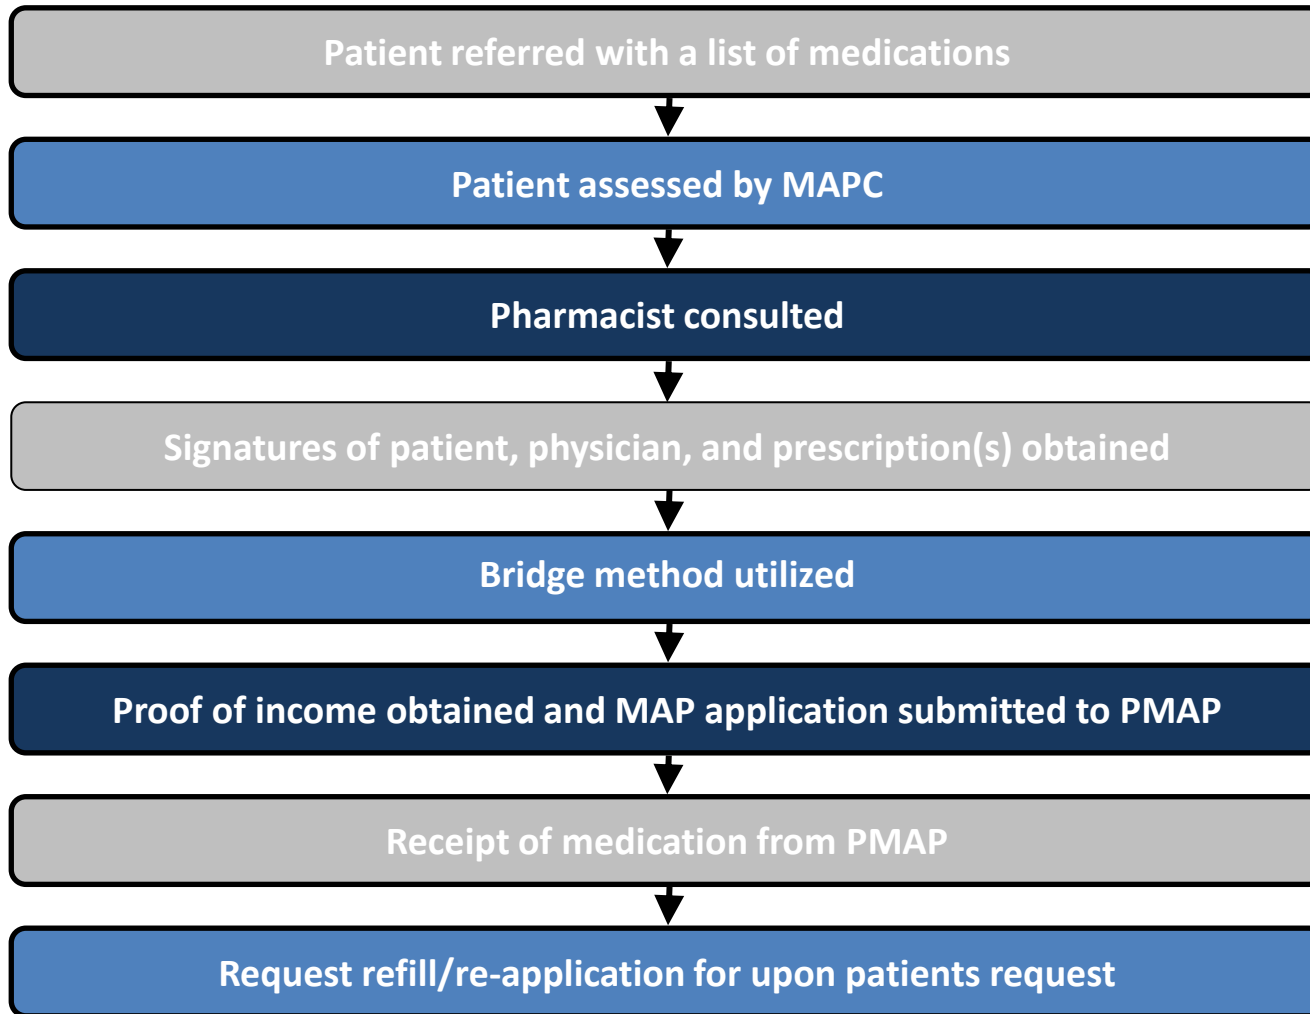 Patient referred with a list of medications
Patient assessed by MAPC
Pharmacist consulted
Signatures of patient, physician, and prescription(s) obtained
Bridge method utilized
Proof of income obtained and MAP application submitted to PMAP
Receipt of medication from PMAP
Request refill/re-application for upon patients request